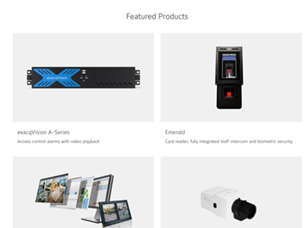 Featured Products
exacqVision A-Series
Access control alarms with video playback
Emerald
Card reader, fully integrated VoIP intercom and biometric security